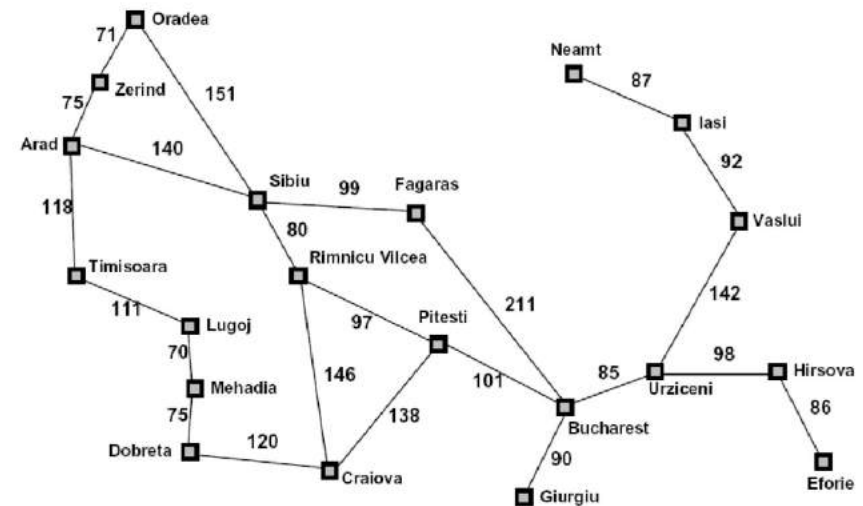 Oradea
71
Neamt
87
Zerind
75
151
Iasi
Arad
140
92
Sibiu
99
Fagaras
118
80
Vaslui
Timisoara
Rimnicu Vilcea
111
97
Pitesti
211
142
Lugoj
70
146
101
85
98
Hirsova
Mehadia
Urziceni
75
138
86
Dobreta
120
Bucharest
90
Craiova
Giurgiu
Eforie